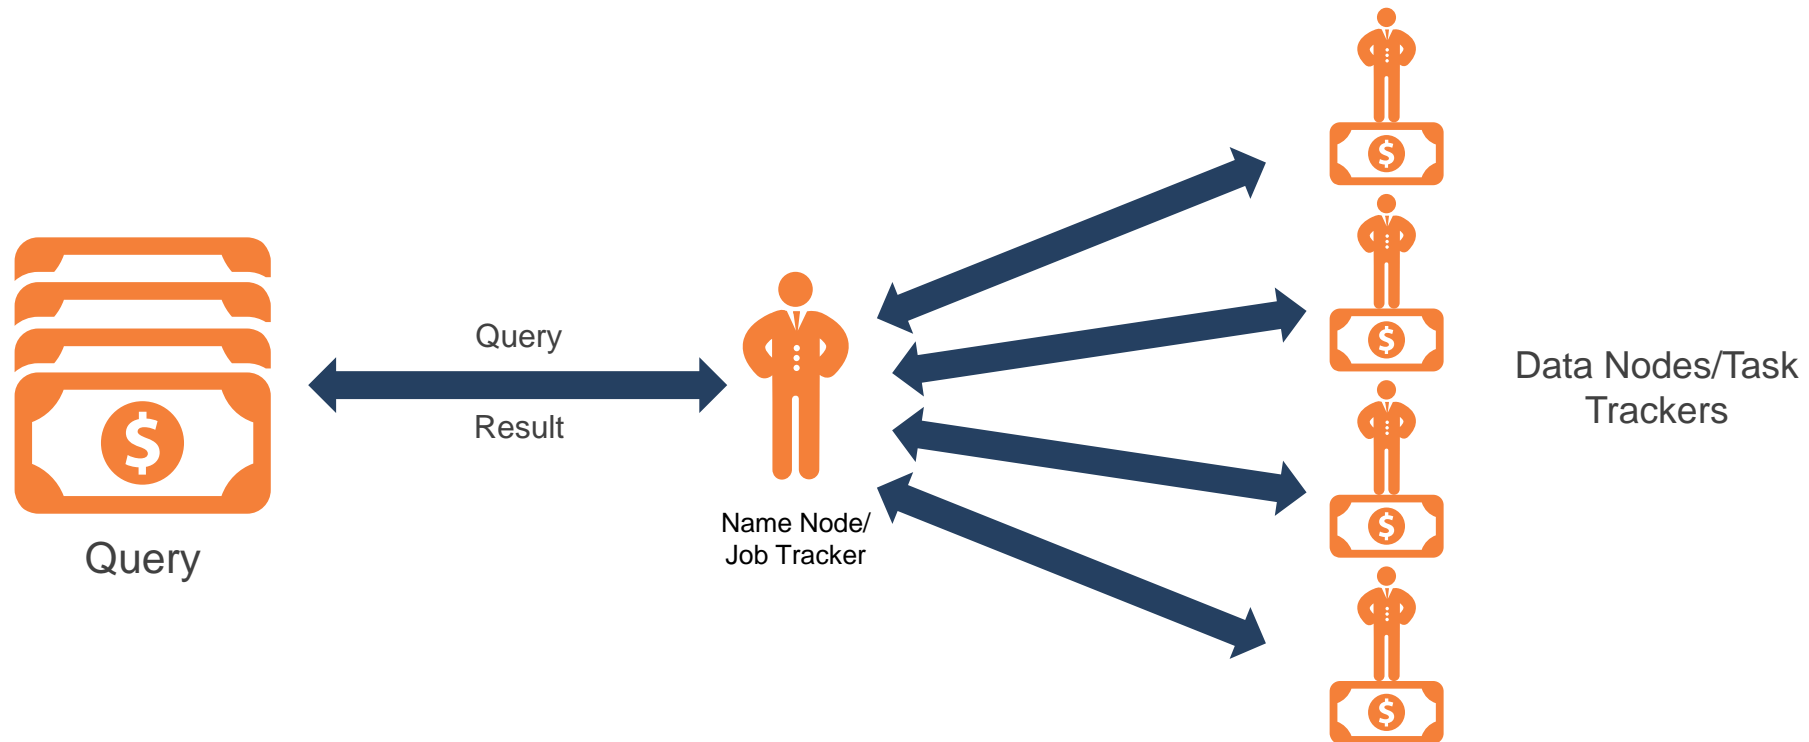 Query
Query
Result
Name Node/
Job Tracker
Data Nodes/Task
Trackers
$
$
$
$
$